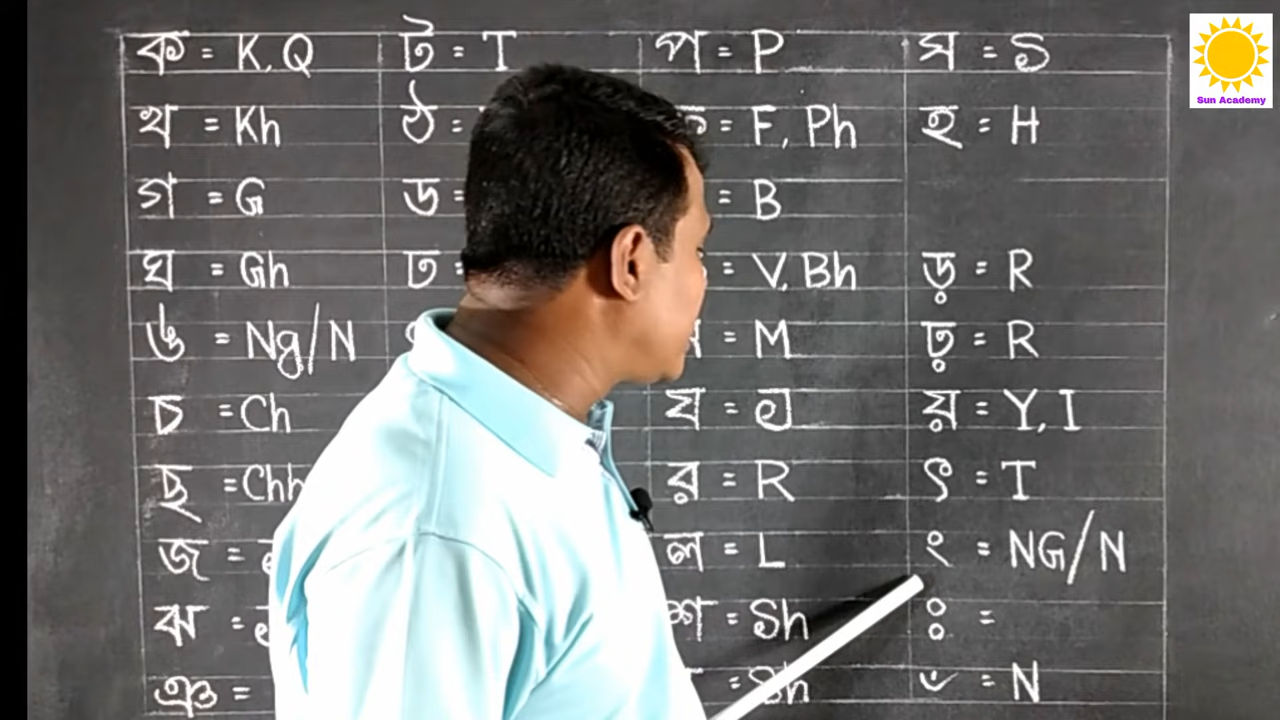 ক = K, Q
খ = Kh
গ = G
ঘ = Gh
ঙ = Ng/N
চ = Ch
ছ = Chh
জ =
ঝ =
ঞ =
ট = T
ঠ =
ড =
ঢ =
প = P
= F, Ph
= B
= V, Bh
= M
য = J
র = R
ল = L
শ = Sh
= Sh
স = S
হ = H
ড় = R
ঢ় = R
য় = Y, I
ৎ = T
ং = NG/N
ঃ =
ঁ = N
Sun Academy